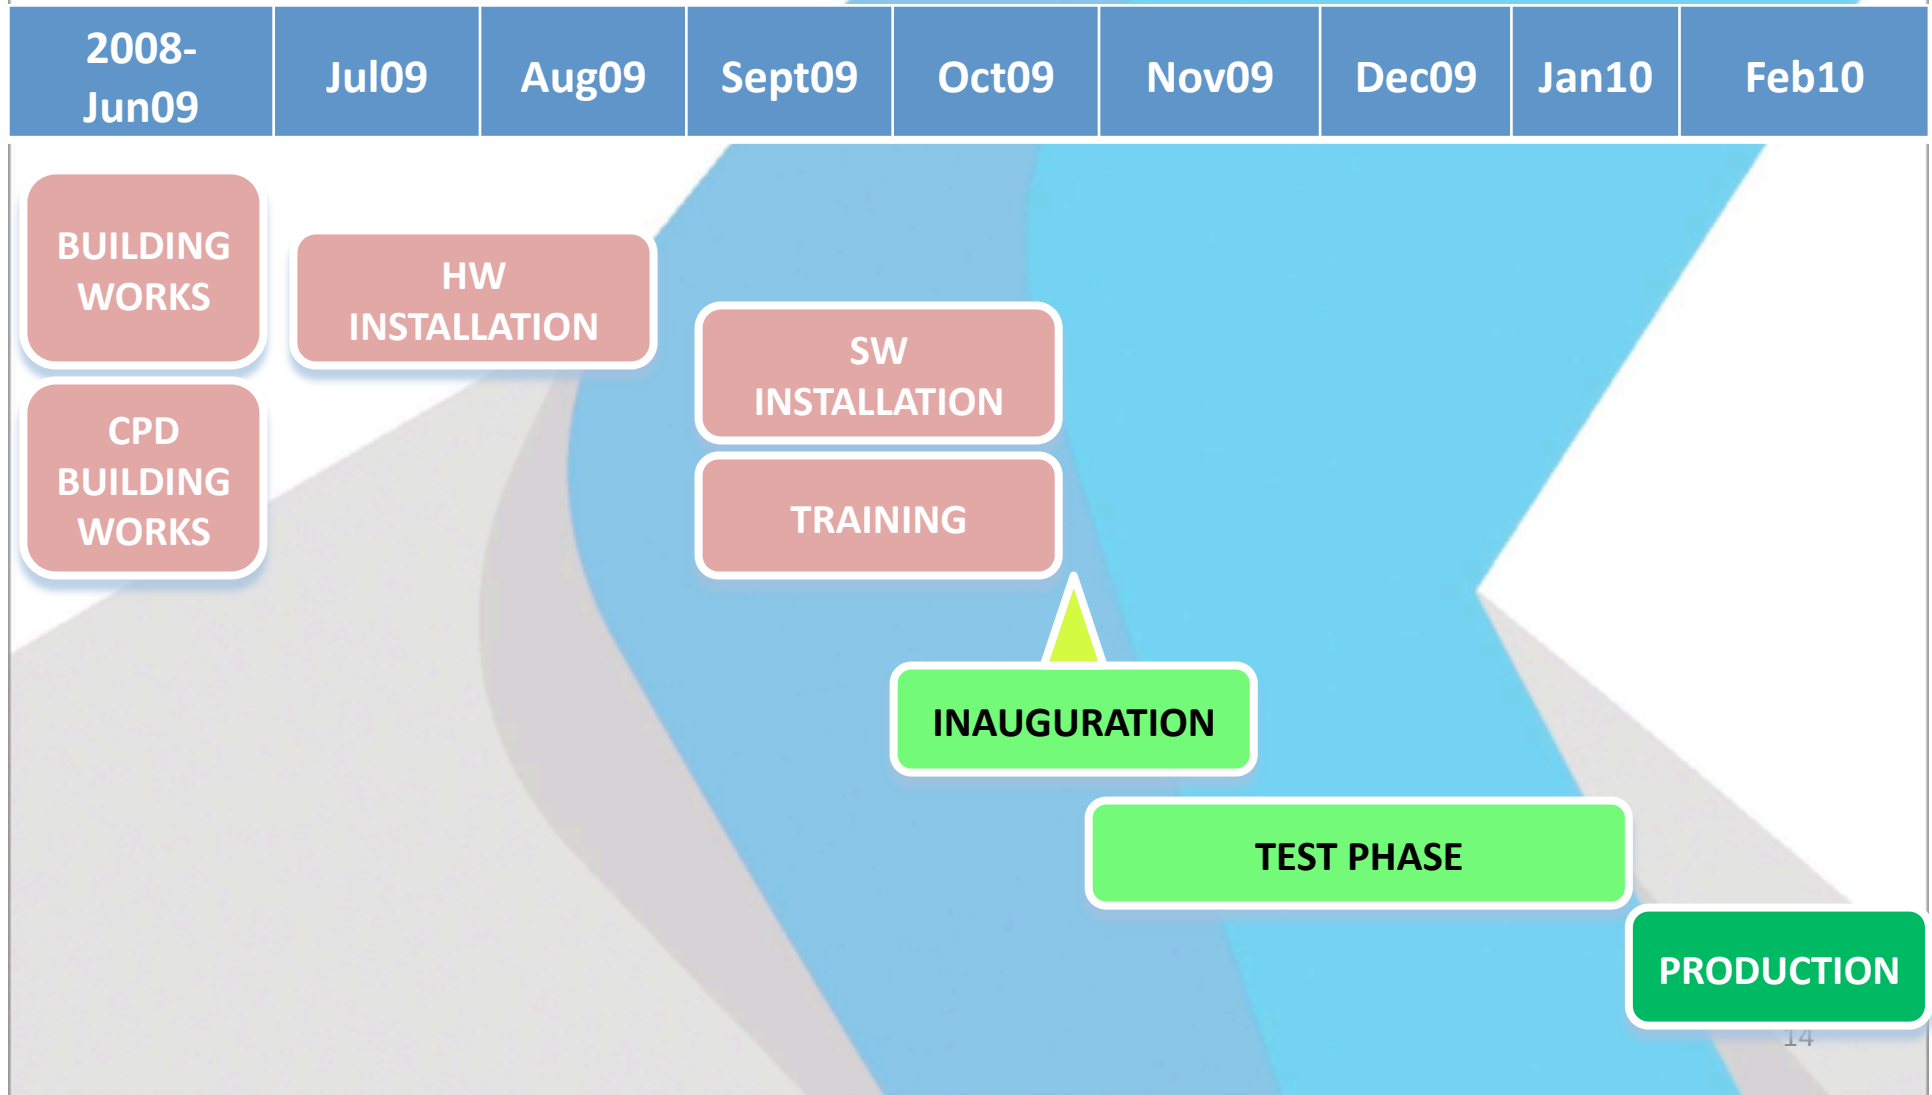 2008-
Jun09
Jul09
Aug09
Sept09
Oct09
Nov09
Dec09
Jan10
Feb10
BUILDING
WORKS
HW
INSTALLATION
SW
INSTALLATION
CPD
BUILDING
WORKS
TRAINING
INAUGURATION
TEST PHASE
PRODUCTION
14